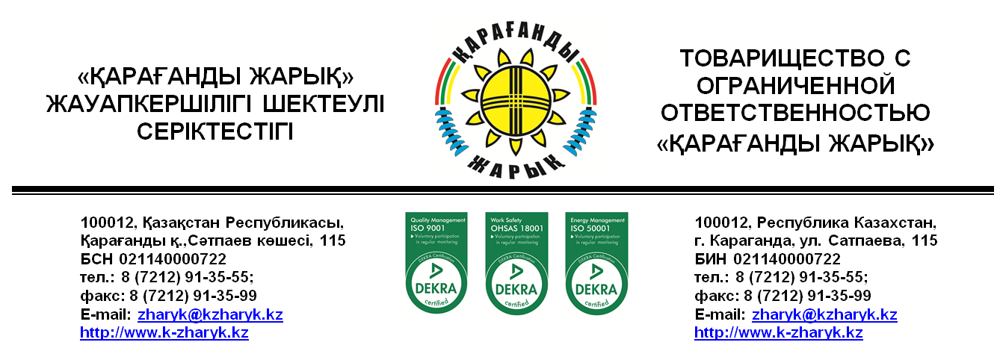 «ҚАРАҒАНДЫ ЖАРЫҚ»
ЖАУАПКЕРШІЛІГІ ШЕКТЕУЛІ
СЕРІКТЕСТІГІ
ҚАРАҒАНДЫ
ЖАРЫҚ
ТОВАРИЩЕСТВО С
ОГРАНИЧЕННОЙ
ОТВЕТСТВЕННОСТЬЮ
«ҚАРАҒАНДЫ ЖАРЫҚ»
100012, Қазақстан Республикасы,
Қарағанды қ.,Сәтпаев көшесі, 115
БСН 021140000722
тел.: 8 (7212) 91-35-55;
факс: 8 (7212) 91-35-99
E-mail: zharyk@kzharyk.kz
http://www.k-zharyk.kz
Quality Management
ISO 9001
Voluntary participation
in regular monitoring
DEKRA Certification
DEKRA
certified
Work Safety
OHSAS 18001
Voluntary participation
in regular monitoring
DEKRA Certification
DEKRA
certified
Energy Management
ISO 50001
Voluntary participation
in regular monitoring
DEKRA Certification
DEKRA
certified
100012, Республика Казахстан,
г. Караганда, ул. Сатпаева, 115
БИН 021140000722
тел.: 8 (7212) 91-35-55;
факс: 8 (7212) 91-35-99
E-mail: zharyk@kzharyk.kz
http://www.k-zharyk.kz